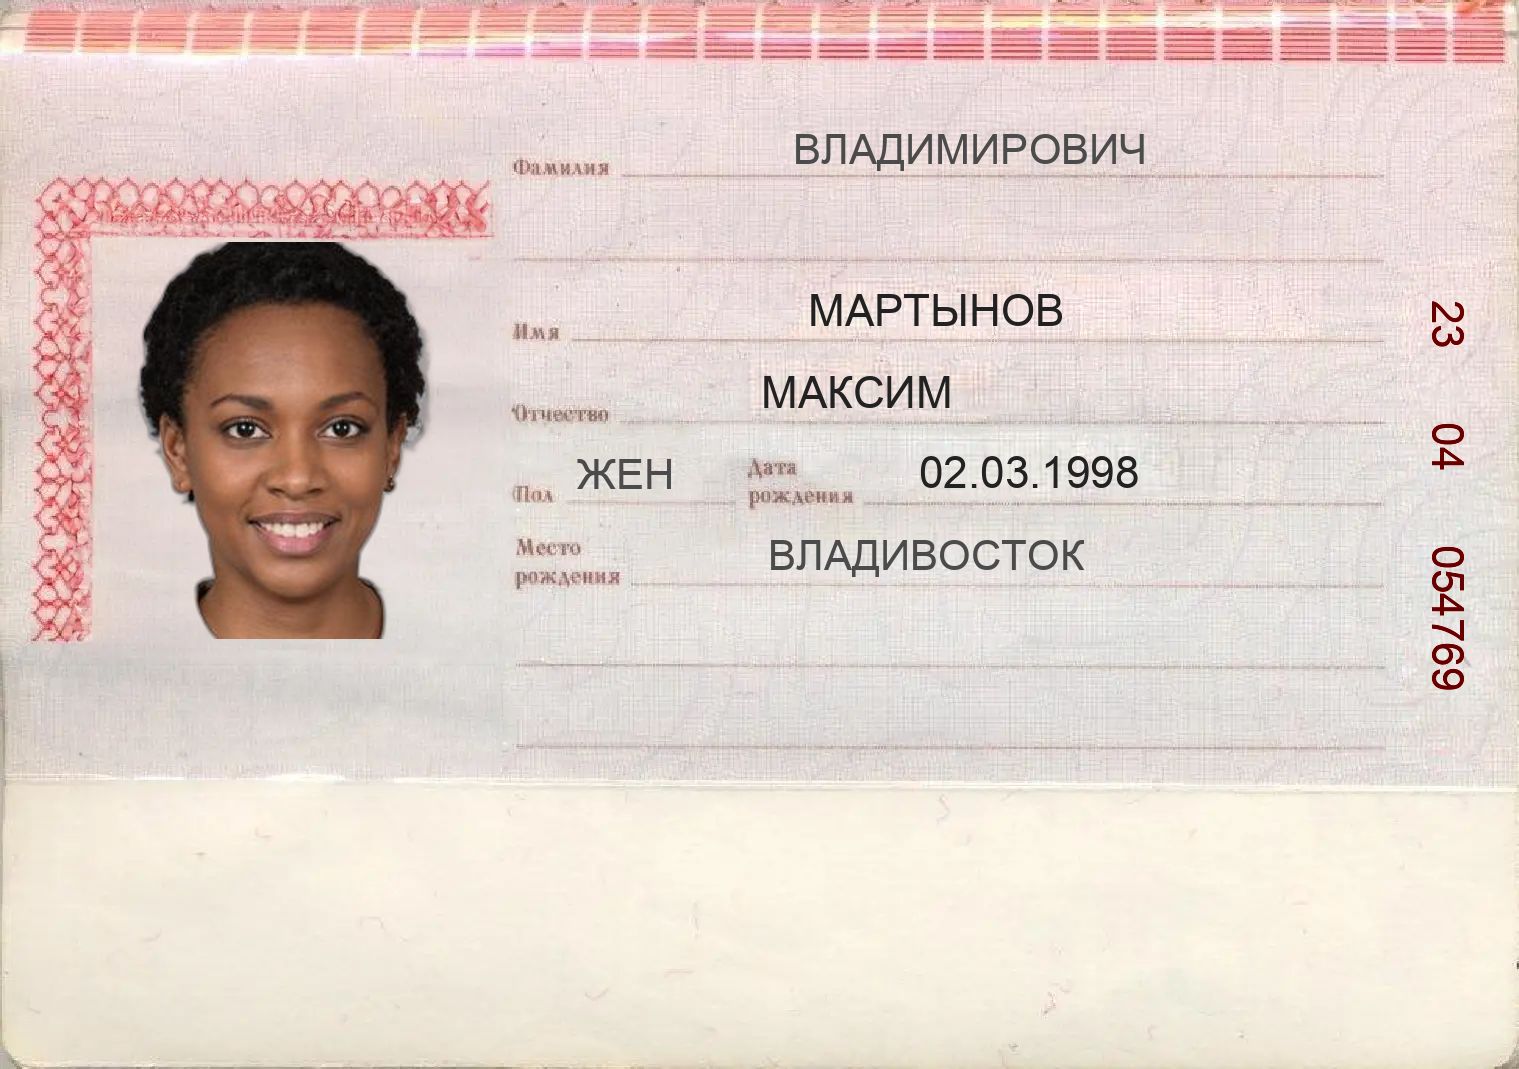 Фамилия ВЛАДИМИРОВИЧ
Имя МАРТЫНОВ
Отчество МАКСИМ
Пол ЖЕН Дата рождения 02.03.1998
Место рождения ВЛАДИВОСТОК
23 04 054769